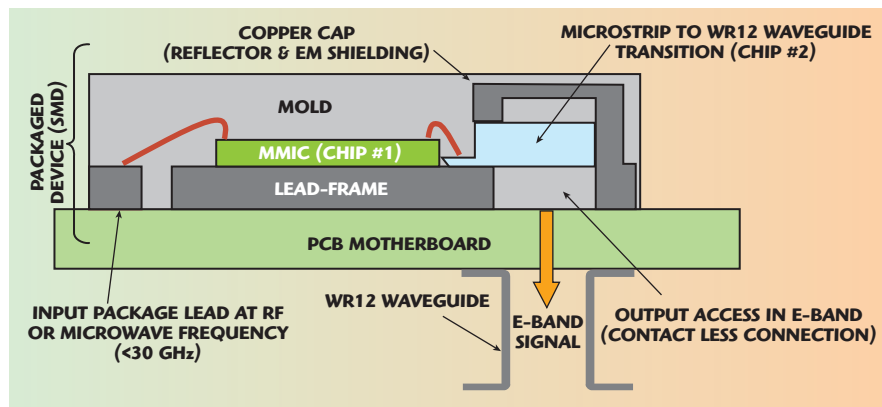 COPPER CAP
(REFLECTOR & EM SHIELDING)
MICROSTRIP TO WR12 WAVEGUIDE
TRANSITION (CHIP #2)
PACKAGED
DEVICE (SMD)
MOLD
MMIC (CHIP #1)
LEAD-FRAME
PCB MOTHERBOARD
INPUT PACKAGE LEAD AT RF
OR MICROWAVE FREQUENCY
(<30 GHz)
WR12 WAVEGUIDE
E-BAND
SIGNAL
OUTPUT ACCESS IN E-BAND
(CONTACT LESS CONNECTION)